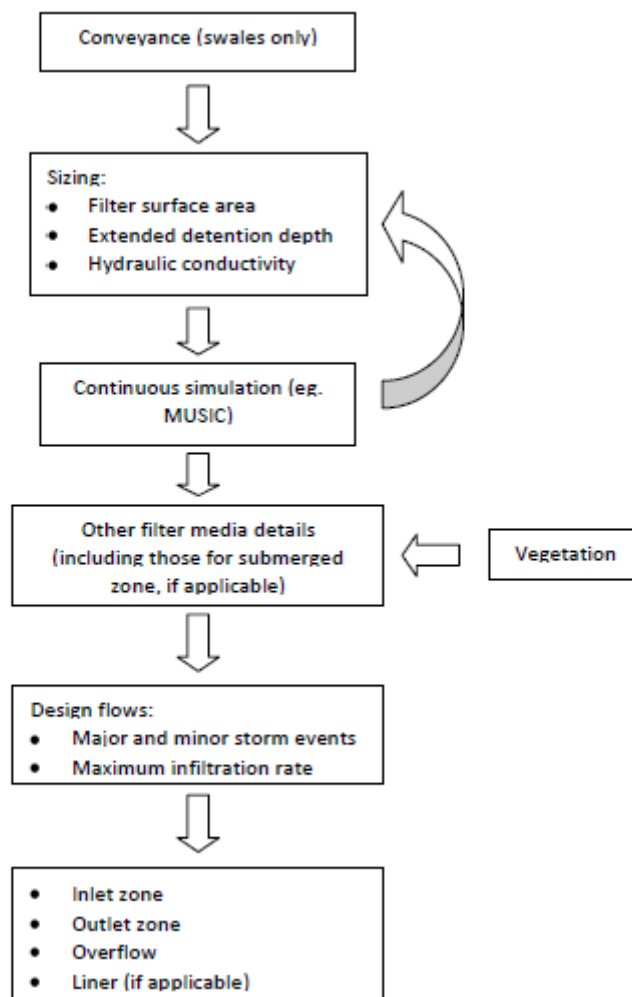 Conveyance (swales only)
Sizing:
• Filter surface area
• Extended detention depth
• Hydraulic conductivity
Continuous simulation (eg.
MUSIC)
Other filter media details
(including those for submerged
zone, if applicable)
Vegetation
Design flows:
• Major and minor storm events
• Maximum infiltration rate
• Inlet zone
• Outlet zone
• Overflow
• Liner (if applicable)